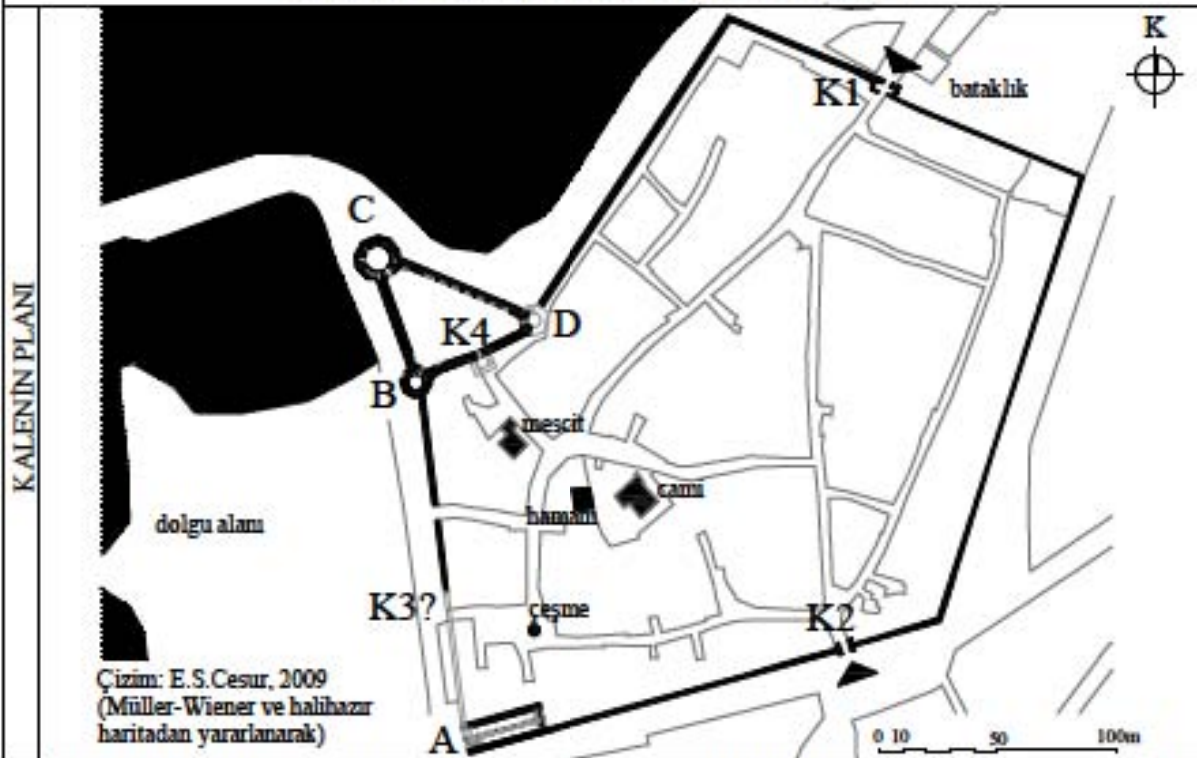 KALENİN PLANI
K
K1
bataklık
C
K4
D
B
mescit
cami
hamam
dolgu alanı
K3?
çeşme
K2
Çizim: E.S.Cesur, 2009
(Müller-Wiener ve halihazır
haritadan yararlanarak)
A
0 10 50 100m